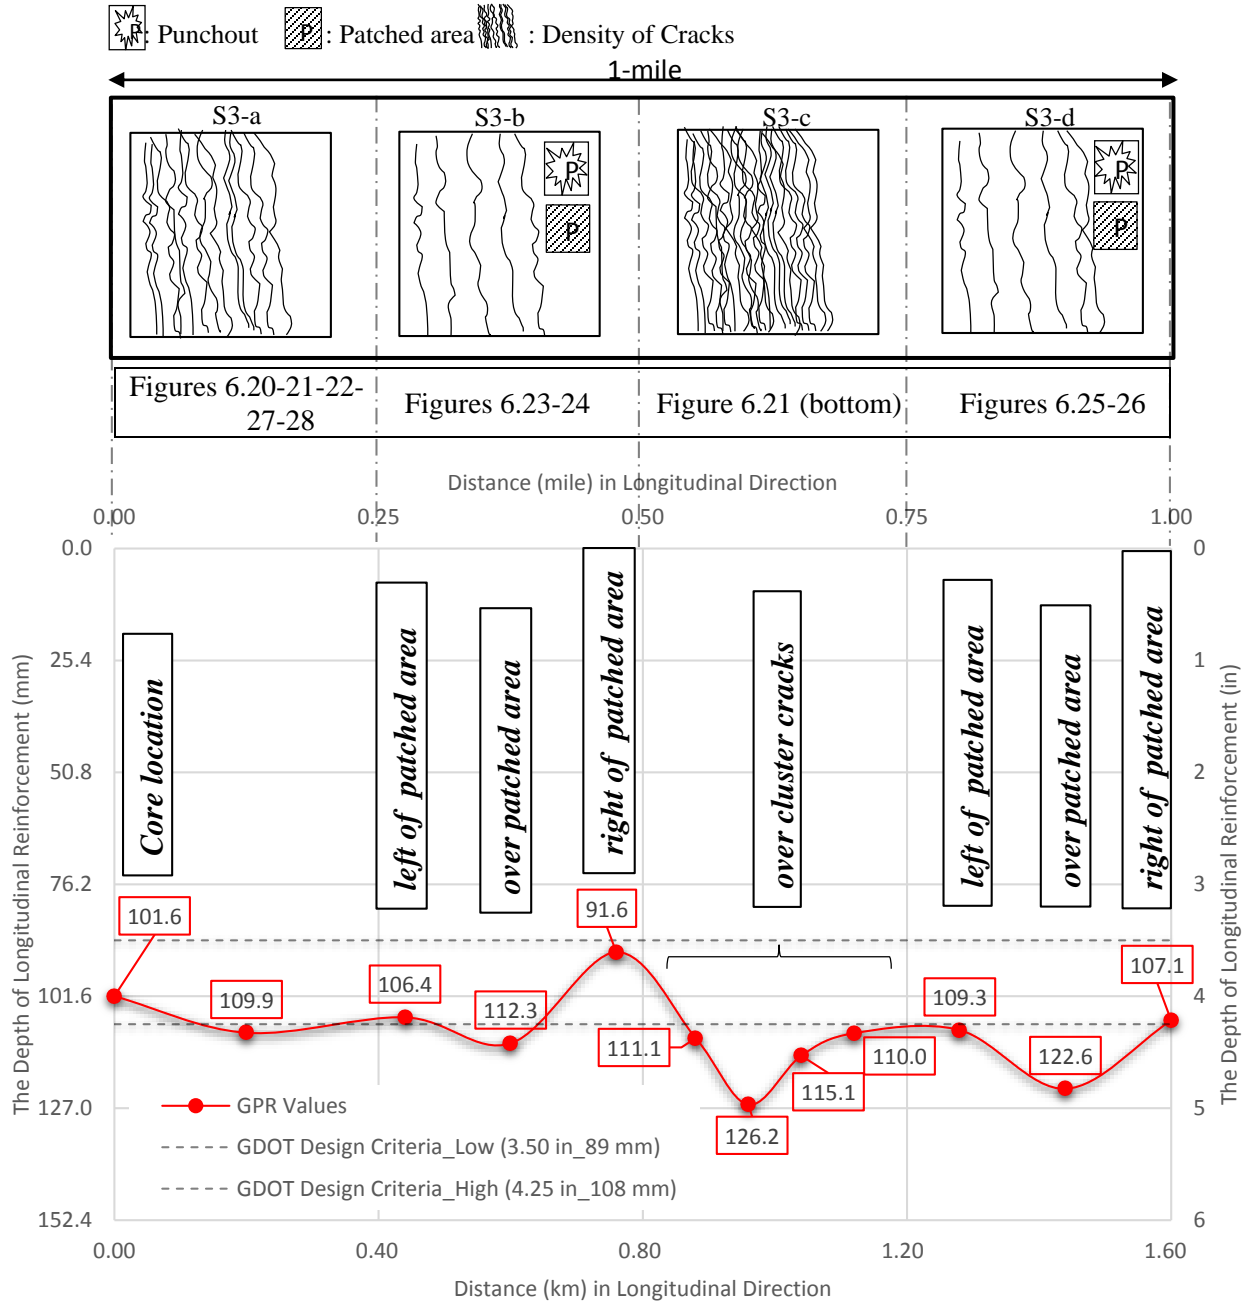 P : Punchout P : Patched area : Density of Cracks
1-mile
S3-a S3-b S3-c S3-d
P P
P P
Figures 6.20-21-22-
27-28
Figures 6.23-24
Figure 6.21 (bottom)
Figures 6.25-26
Distance (mile) in Longitudinal Direction
0.00 0.25 0.50 0.75 1.00
The Depth of Longitudinal Reinforcement (mm)
0.0
25.4
50.8
76.2
101.6
127.0
152.4
Core location
left of patched area
over patched area
right of patched area
over cluster cracks
left of patched area
over patched area
right of patched area
101.6
109.9
106.4
112.3
91.6
111.1
126.2
115.1
110.0
109.3
122.6
107.1
GPR Values
GDOT Design Criteria_Low (3.50 in_89 mm)
GDOT Design Criteria_High (4.25 in_108 mm)
0
1
2
3
4
5
6
The Depth of Longitudinal Reinforcement (in)
0.00 0.40 0.80 1.20 1.60
Distance (km) in Longitudinal Direction